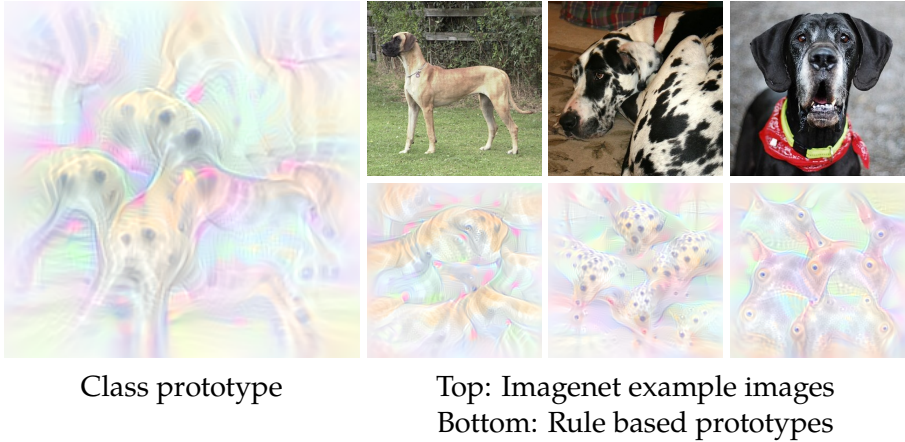 Class prototype
Top: Imagenet example images
Bottom: Rule based prototypes